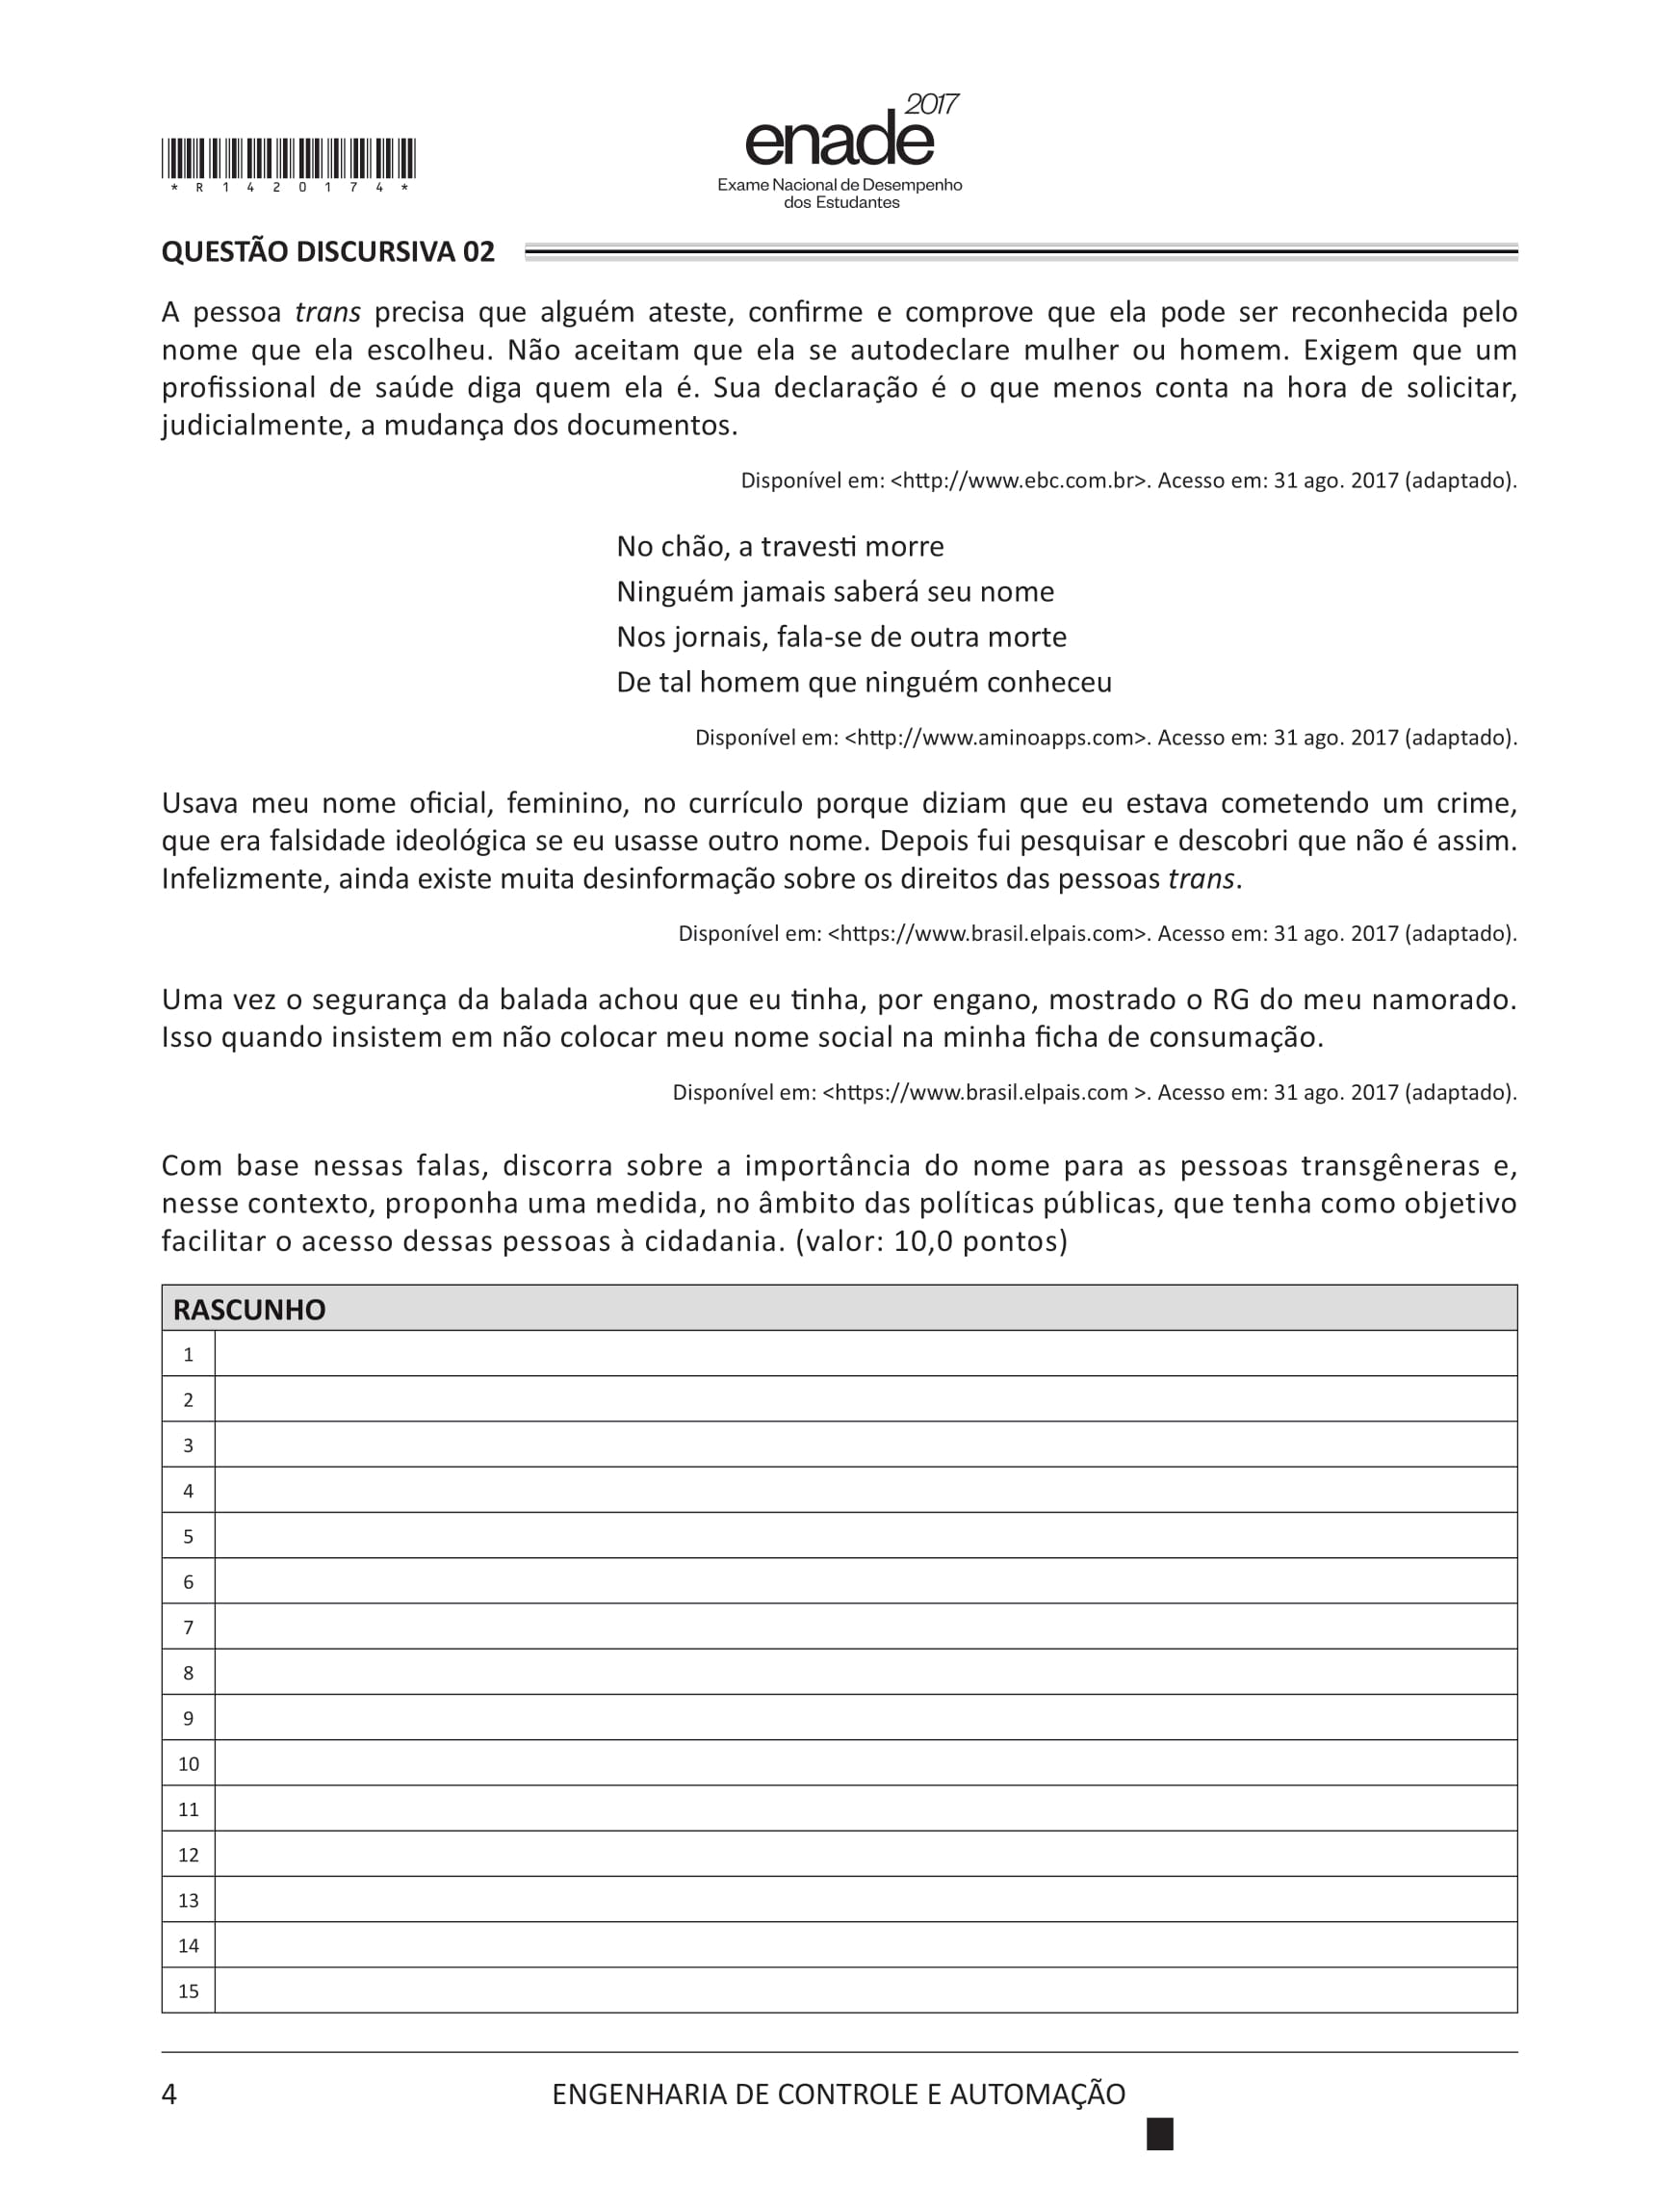 2017
enade
Exame Nacional de Desempenho
dos Estudantes
* R 1 4 2 0 1 7 4 *
QUESTÃO DISCURSIVA 02
A pessoa trans precisa que alguém ateste, confirme e comprove que ela pode ser reconhecida pelo
nome que ela escolheu. Não aceitam que ela se autodeclare mulher ou homem. Exigem que um
profissional de saúde diga quem ela é. Sua declaração é o que menos conta na hora de solicitar,
judicialmente, a mudança dos documentos.
Disponível em: <http://www.ebc.com.br>. Acesso em: 31 ago. 2017 (adaptado).
No chão, a travesti morre
Ninguém jamais saberá seu nome
Nos jornais, fala-se de outra morte
De tal homem que ninguém conheceu
Disponível em: <http://www.aminoapps.com>. Acesso em: 31 ago. 2017 (adaptado).
Usava meu nome oficial, feminino, no currículo porque diziam que eu estava cometendo um crime,
que era falsidade ideológica se eu usasse outro nome. Depois fui pesquisar e descobri que não é assim.
Infelizmente, ainda existe muita desinformação sobre os direitos das pessoas trans.
Disponível em: <https://www.brasil.elpais.com>. Acesso em: 31 ago. 2017 (adaptado).
Uma vez o segurança da balada achou que eu tinha, por engano, mostrado o RG do meu namorado.
Isso quando insistem em não colocar meu nome social na minha ficha de consumação.
Disponível em: <https://www.brasil.elpais.com >. Acesso em: 31 ago. 2017 (adaptado).
Com base nessas falas, discorra sobre a importância do nome para as pessoas transgêneras e,
nesse contexto, proponha uma medida, no âmbito das políticas públicas, que tenha como objetivo
facilitar o acesso dessas pessoas à cidadania. (valor: 10,0 pontos)
RASCUNHO
1
2
3
4
5
6
7
8
9
10
11
12
13
14
15
4 ENGENHARIA DE CONTROLE E AUTOMAÇÃO